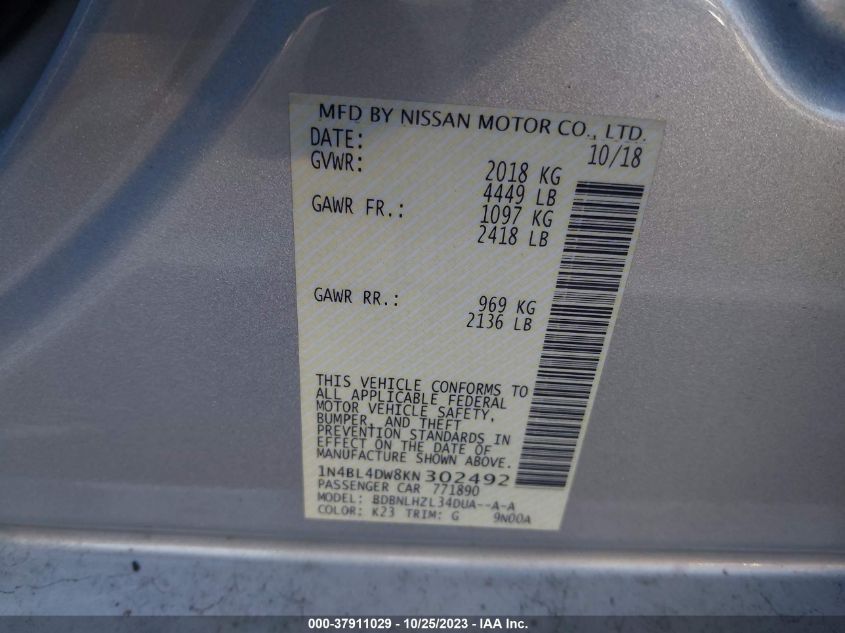 MFD BY NISSAN MOTOR CO., LTD.
DATE: 10/18
GVWR: 2018 KG
4449 LB
GAWR FR.: 1097 KG
2418 LB
GAWR RR.: 969 KG
2136 LB
THIS VEHICLE CONFORMS TO
ALL APPLICABLE FEDERAL
MOTOR VEHICLE SAFETY,
BUMPER, AND THEFT
PREVENTION STANDARDS IN
EFFECT ON THE DATE OF
MANUFACTURE SHOWN ABOVE.
1N4BL4DW8KN302492
PASSENGER CAR 771890
MODEL: BDBNLHZL34DUA--A-A
COLOR: K23 TRIM: G 9N00A
000-37911029 - 10/25/2023 - IAA Inc.